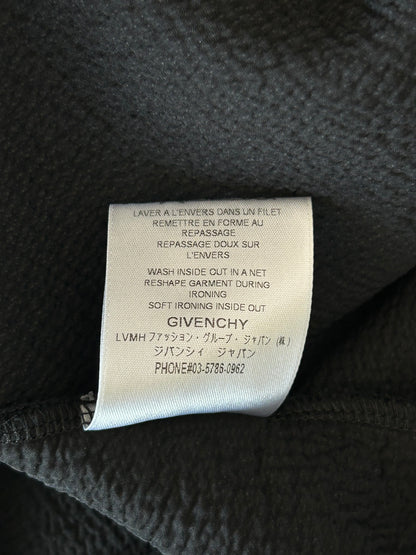 LAVER A L'ENVERS DANS UN FILET
REMETTRE EN FORME AU
REPASSAGE
REPASSAGE DOUX SUR
L'ENVERS
WASH INSIDE OUT IN A NET
RESHAPE GARMENT DURING
IRONING
SOFT IRONING INSIDE OUT
GIVENCHY
LVMH ファッション・グループ・ジャパン (株)
ジバンシィ ジャパン
PHONE#03-5786-0962